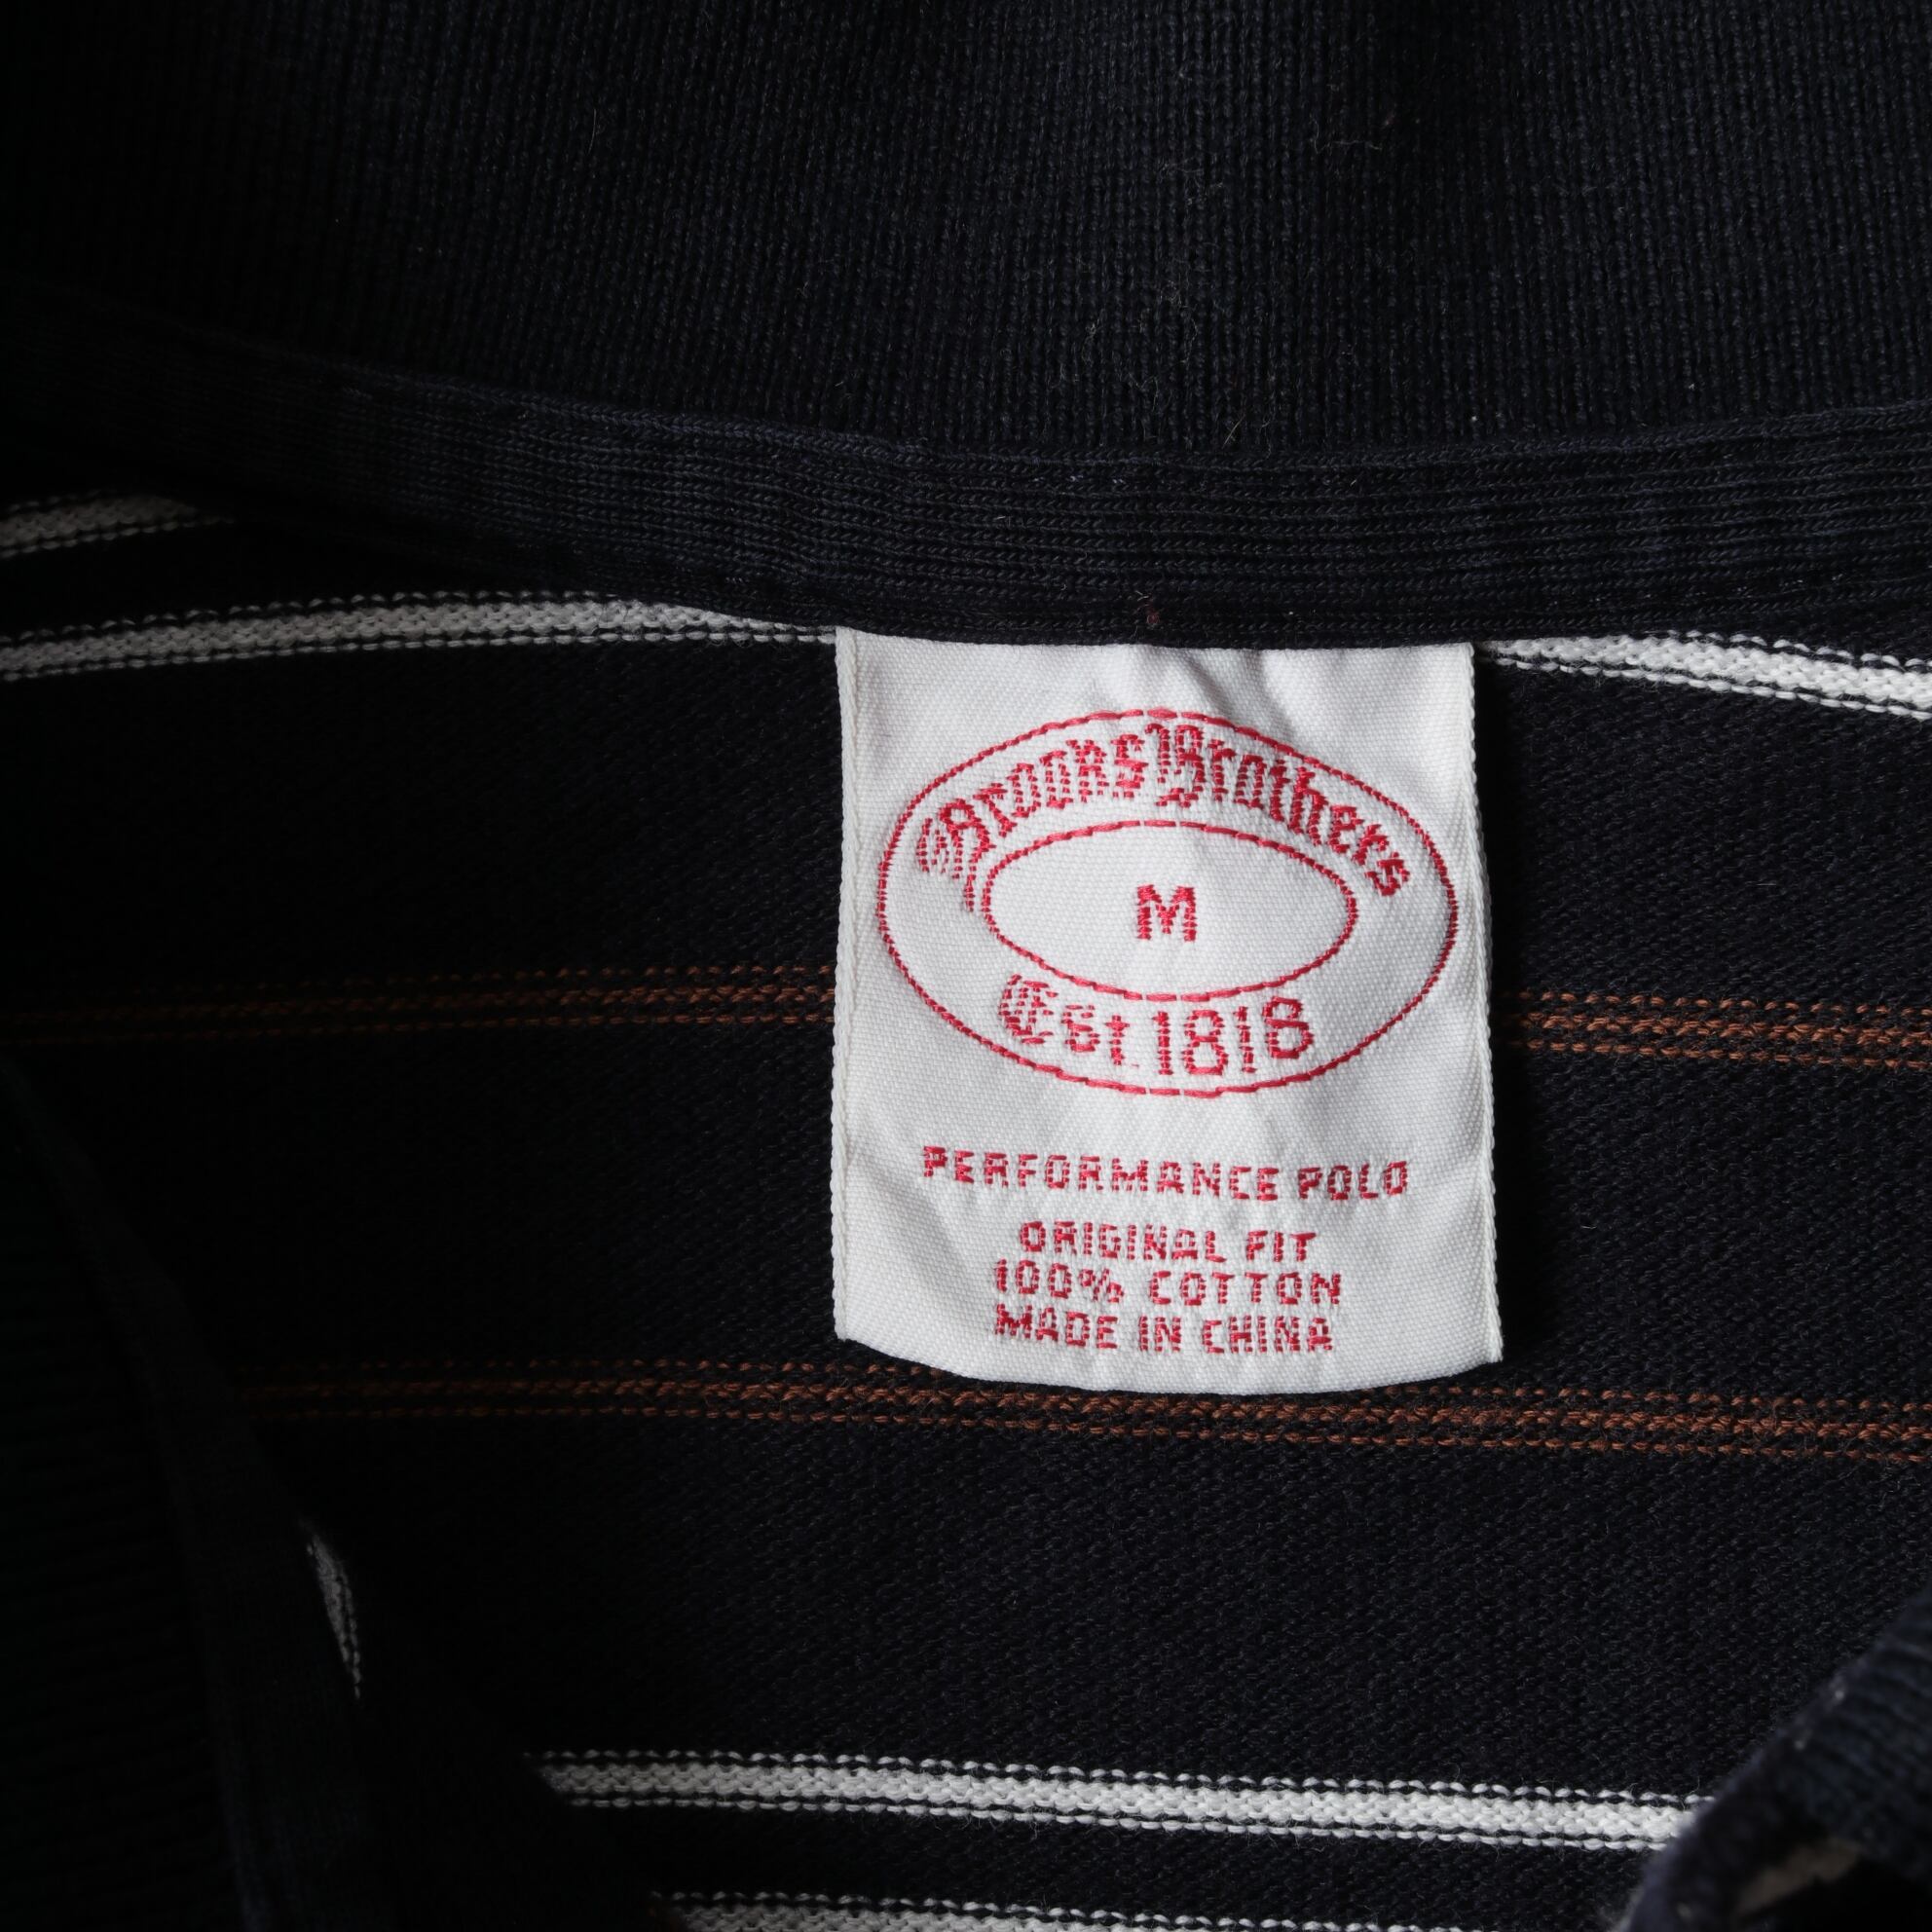 Brooks Brothers
M
Est 1818
PERFORMANCE POLO
ORIGINAL FIT
100% COTTON
MADE IN CHINA